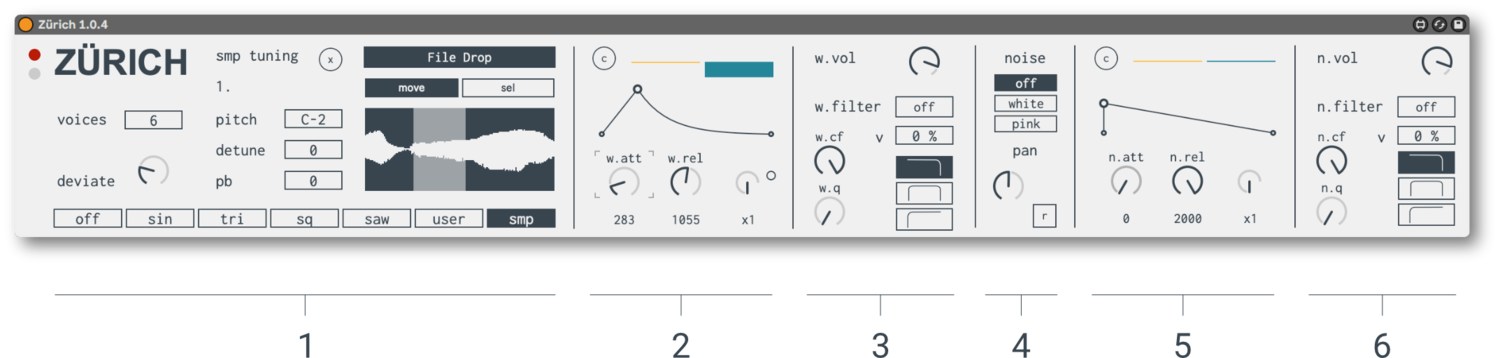 Zürich 1.0.4
ZÜRICH
voices 6
deviate
smp tuning x
1.
pitch C-2
detune 0
pb 0
File Drop
move sel
off sin tri sq saw user smp
c
w.att w.rel
283 1055 x1
w.vol
w.filter off
w.cf v 0 %
w.q
noise
off
white
pink
pan
r
c
n.att n.rel
0 2000 x1
n.vol
n.filter off
n.cf v 0 %
n.q
1 2 3 4 5 6